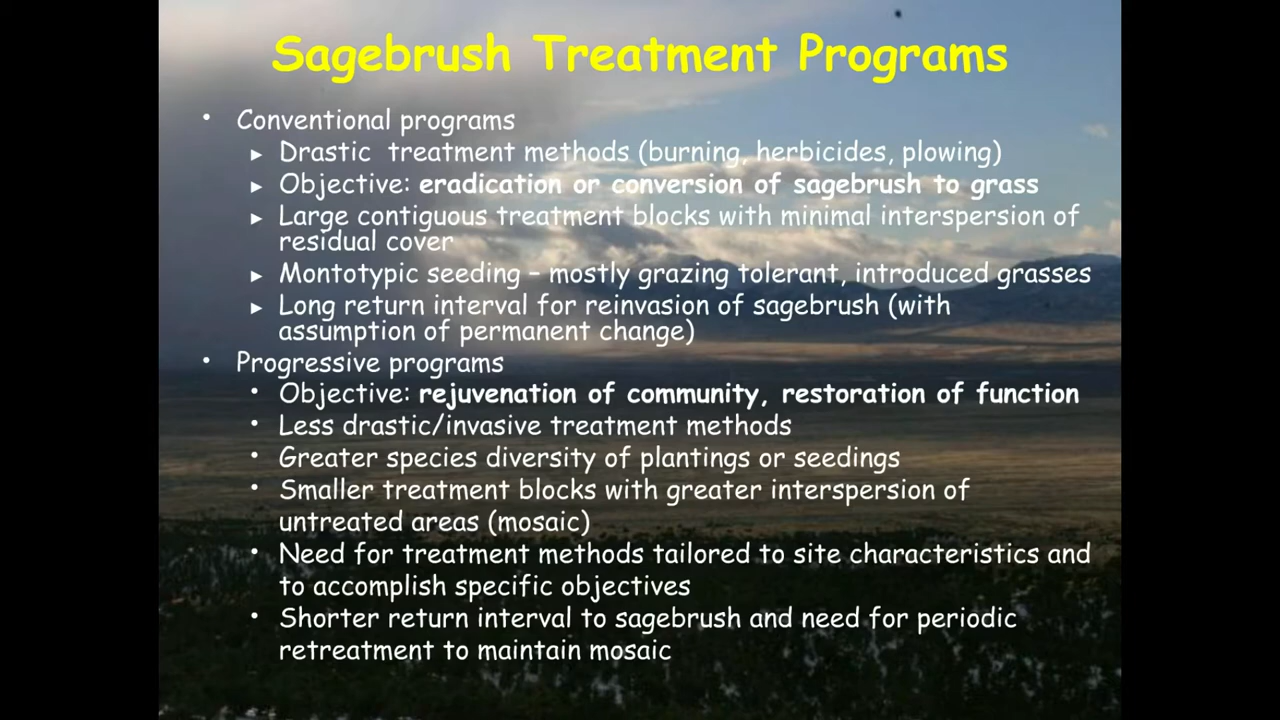 Sagebrush Treatment Programs
• Conventional programs
► Drastic treatment methods (burning, herbicides, plowing)
► Objective: eradication or conversion of sagebrush to grass
► Large contiguous treatment blocks with minimal interspersion of
residual cover
► Montotypic seeding – mostly grazing tolerant, introduced grasses
► Long return interval for reinvasion of sagebrush (with
assumption of permanent change)
• Progressive programs
• Objective: rejuvenation of community, restoration of function
• Less drastic/invasive treatment methods
• Greater species diversity of plantings or seedings
• Smaller treatment blocks with greater interspersion of
untreated areas (mosaic)
• Need for treatment methods tailored to site characteristics and
to accomplish specific objectives
• Shorter return interval to sagebrush and need for periodic
retreatment to maintain mosaic